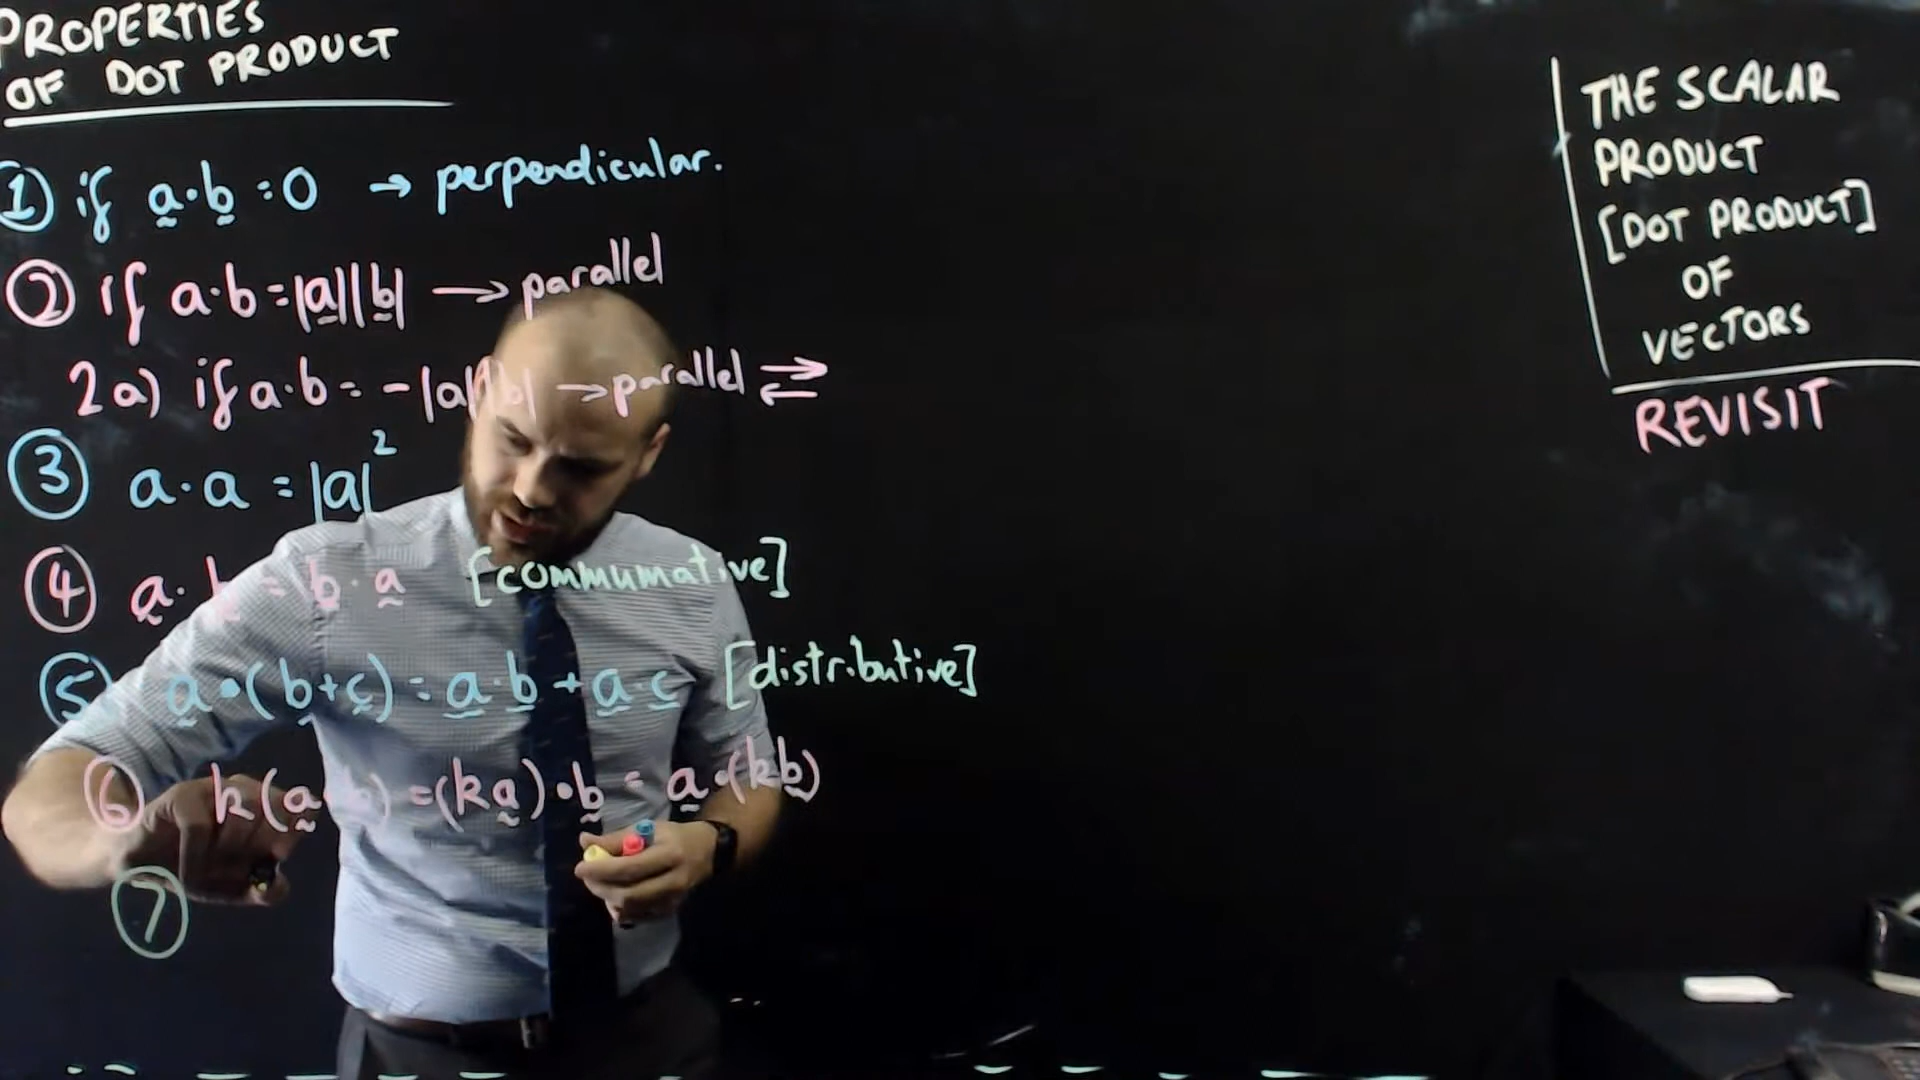 PROPERTIES
OF DOT PRODUCT
① if a·b = 0 → perpendicular.
② if a·b = |a||b| → parallel
2a) if a·b = -|a||b| → parallel ⇄
③ a·a = |a|²
④ a·b = b·a [commumative]
⑤ a•(b+c) = a·b + a·c [distributive]
⑥ k(a·b) = (ka)•b = a•(kb)
⑦
THE SCALAR
PRODUCT
[DOT PRODUCT]
OF
VECTORS
REVISIT